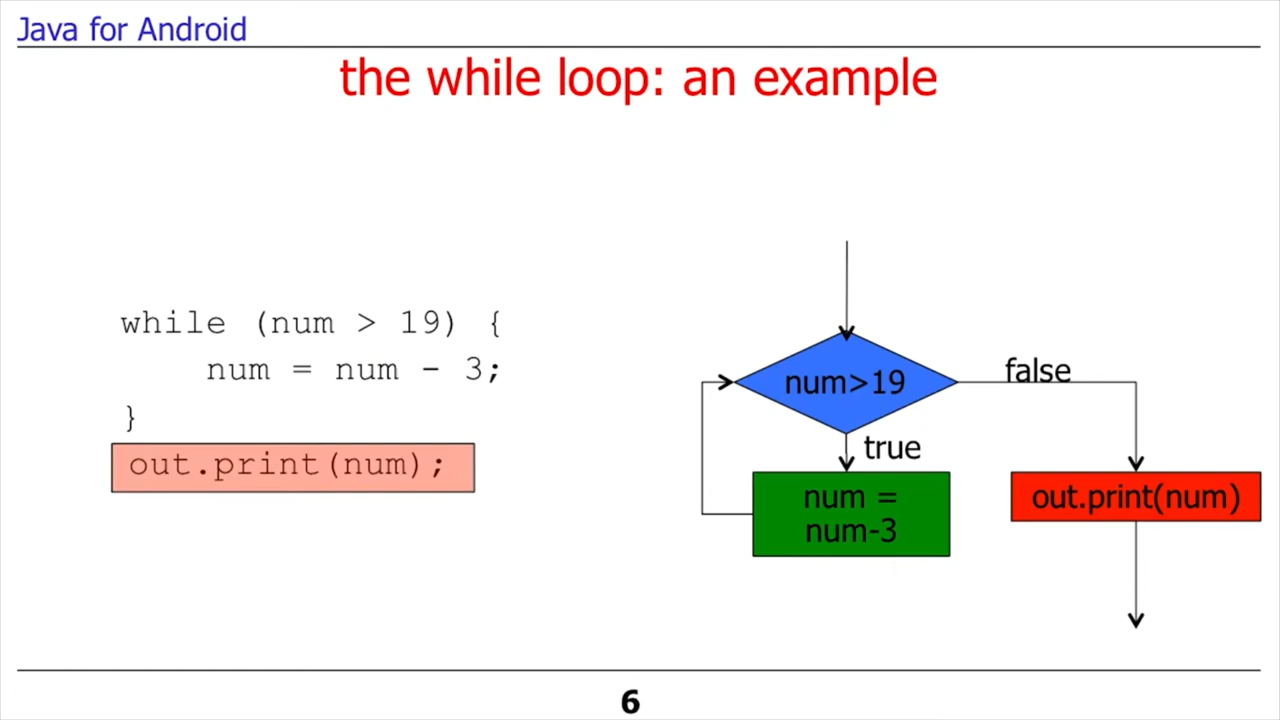 Java for Android
the while loop: an example
while (num > 19) {
num = num - 3;
}
out.print(num);
num>19
false
true
num =
num-3
out.print(num)
6